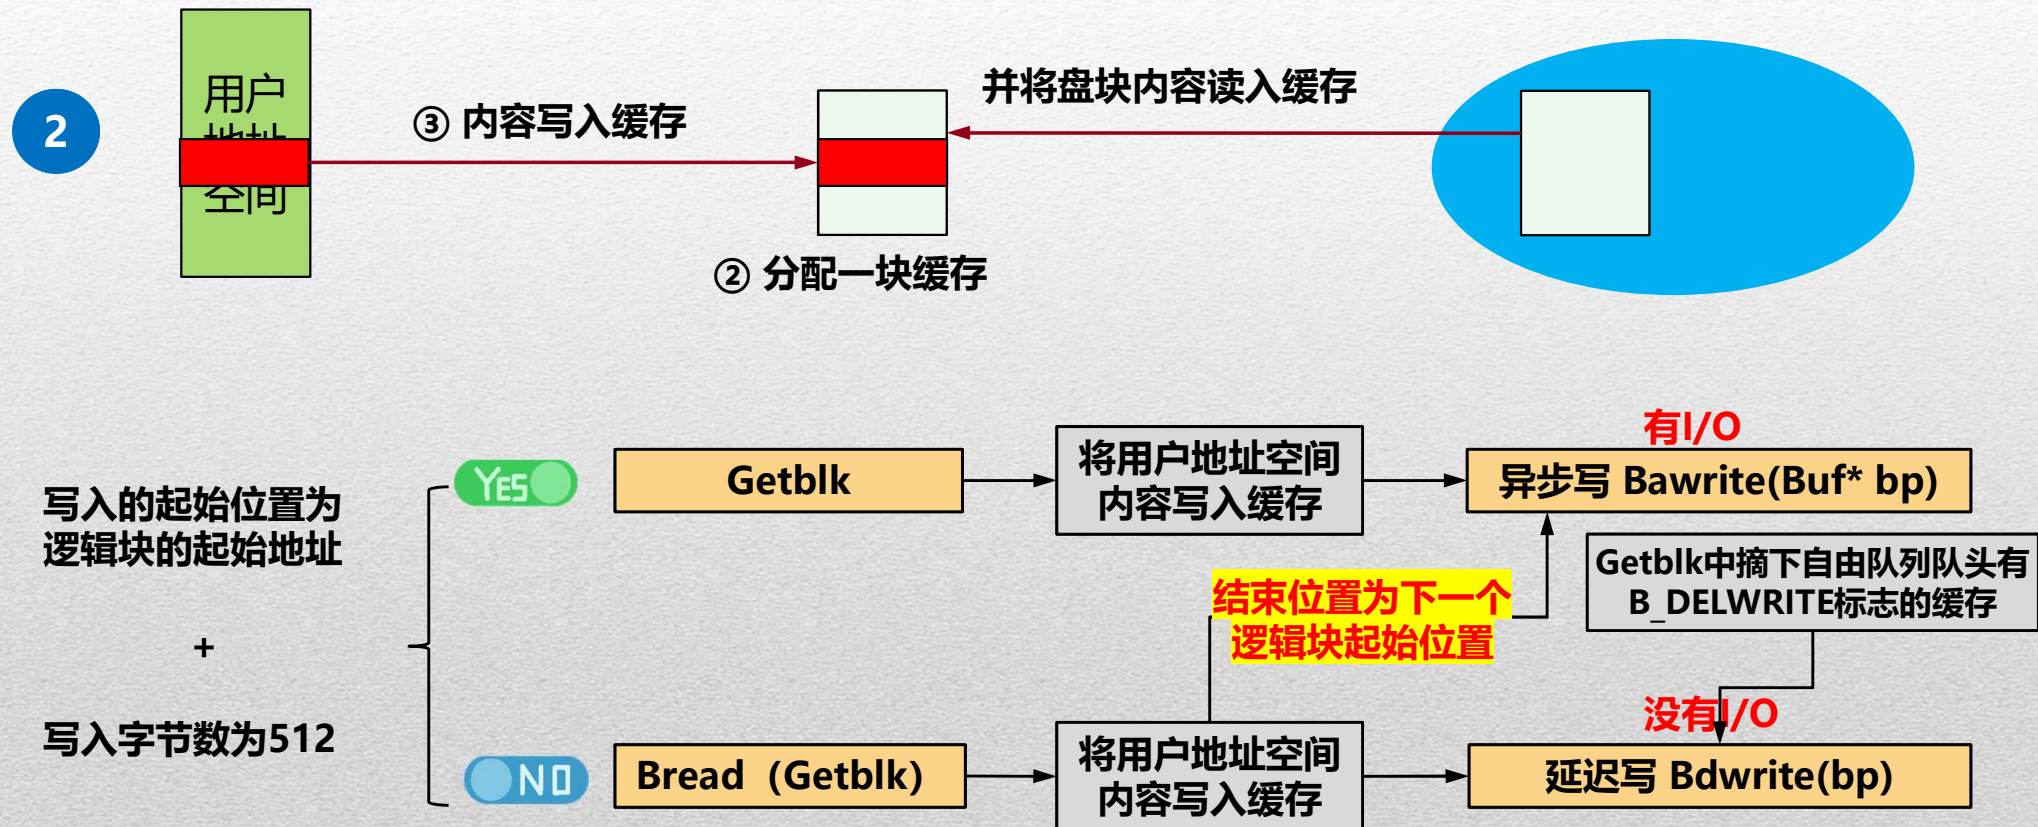 2
用户
地址
空间
③ 内容写入缓存
并将盘块内容读入缓存
② 分配一块缓存
写入的起始位置为
逻辑块的起始地址
+
写入字节数为512
YES
Getblk
将用户地址空间
内容写入缓存
有I/O
异步写 Bawrite(Buf* bp)
结束位置为下一个
逻辑块起始位置
Getblk中摘下自由队列队头有
B_DELWRITE标志的缓存
NO
Bread（Getblk）
将用户地址空间
内容写入缓存
没有I/O
延迟写 Bdwrite(bp)